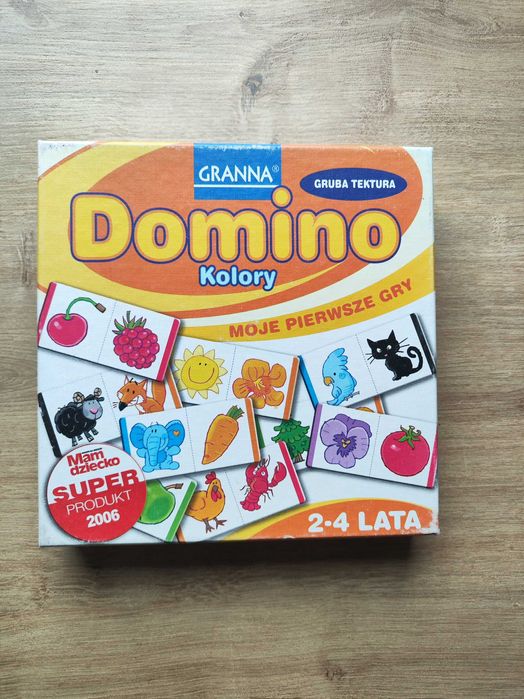 GRANNA®
GRUBA TEKTURA
Domino
Kolory
MOJE PIERWSZE GRY
Mam dziecko
SUPER
PRODUKT
2006
2-4 LATA